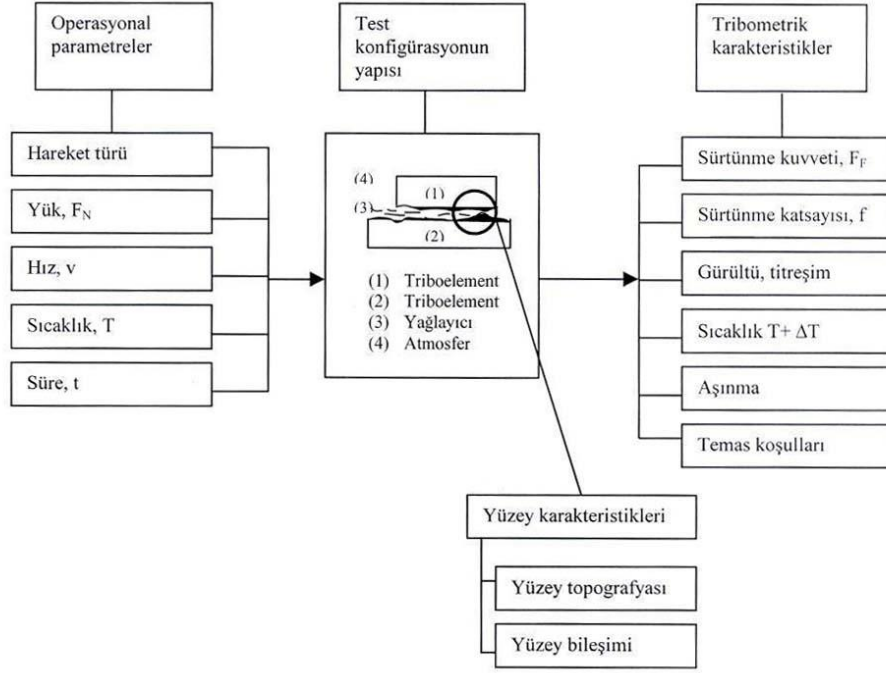 Operasyonal
parametreler
Test
konfigürasyonun
yapısı
Tribometrik
karakteristikler
Hareket türü
Yük, F_N
Hız, v
Sıcaklık, T
Süre, t
(4)
(1)
(3)
(2)
(1) Triboelement
(2) Triboelement
(3) Yağlayıcı
(4) Atmosfer
Sürtünme kuvveti, F_F
Sürtünme katsayısı, f
Gürültü, titreşim
Sıcaklık T+ ΔT
Aşınma
Temas koşulları
Yüzey karakteristikleri
Yüzey topografyası
Yüzey bileşimi